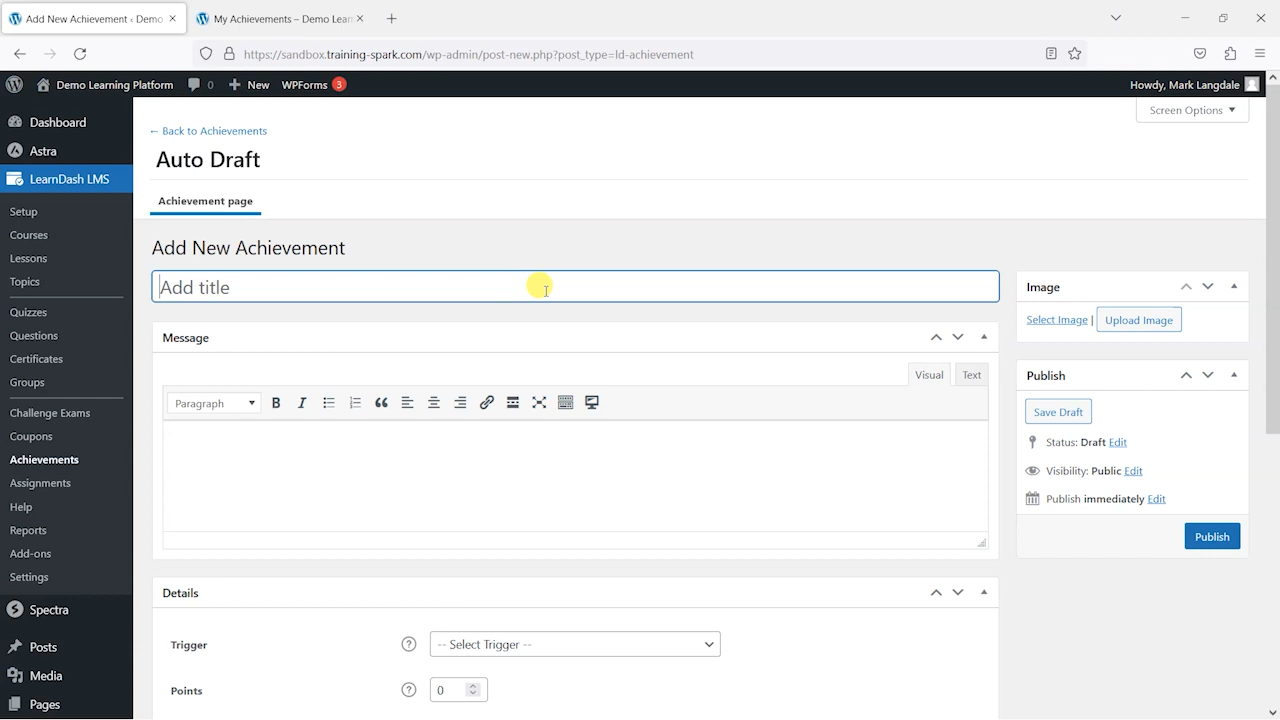 Add New Achievement ‹ Demo
My Achievements – Demo Lear
https://sandbox.training-spark.com/wp-admin/post-new.php?post_type=ld-achievement
Demo Learning Platform
0
New
WPForms
3
Howdy, Mark Langdale
Dashboard
Astra
LearnDash LMS
Setup
Courses
Lessons
Topics
Quizzes
Questions
Certificates
Groups
Challenge Exams
Coupons
Achievements
Assignments
Help
Reports
Add-ons
Settings
Spectra
Posts
Media
Pages
Screen Options
← Back to Achievements
Auto Draft
Achievement page
Add New Achievement
Add title
Message
Visual
Text
Paragraph
B
I
Details
Trigger
?
-- Select Trigger --
Points
?
0
Image
Select Image | Upload Image
Publish
Save Draft
Status: Draft Edit
Visibility: Public Edit
Publish immediately Edit
Publish